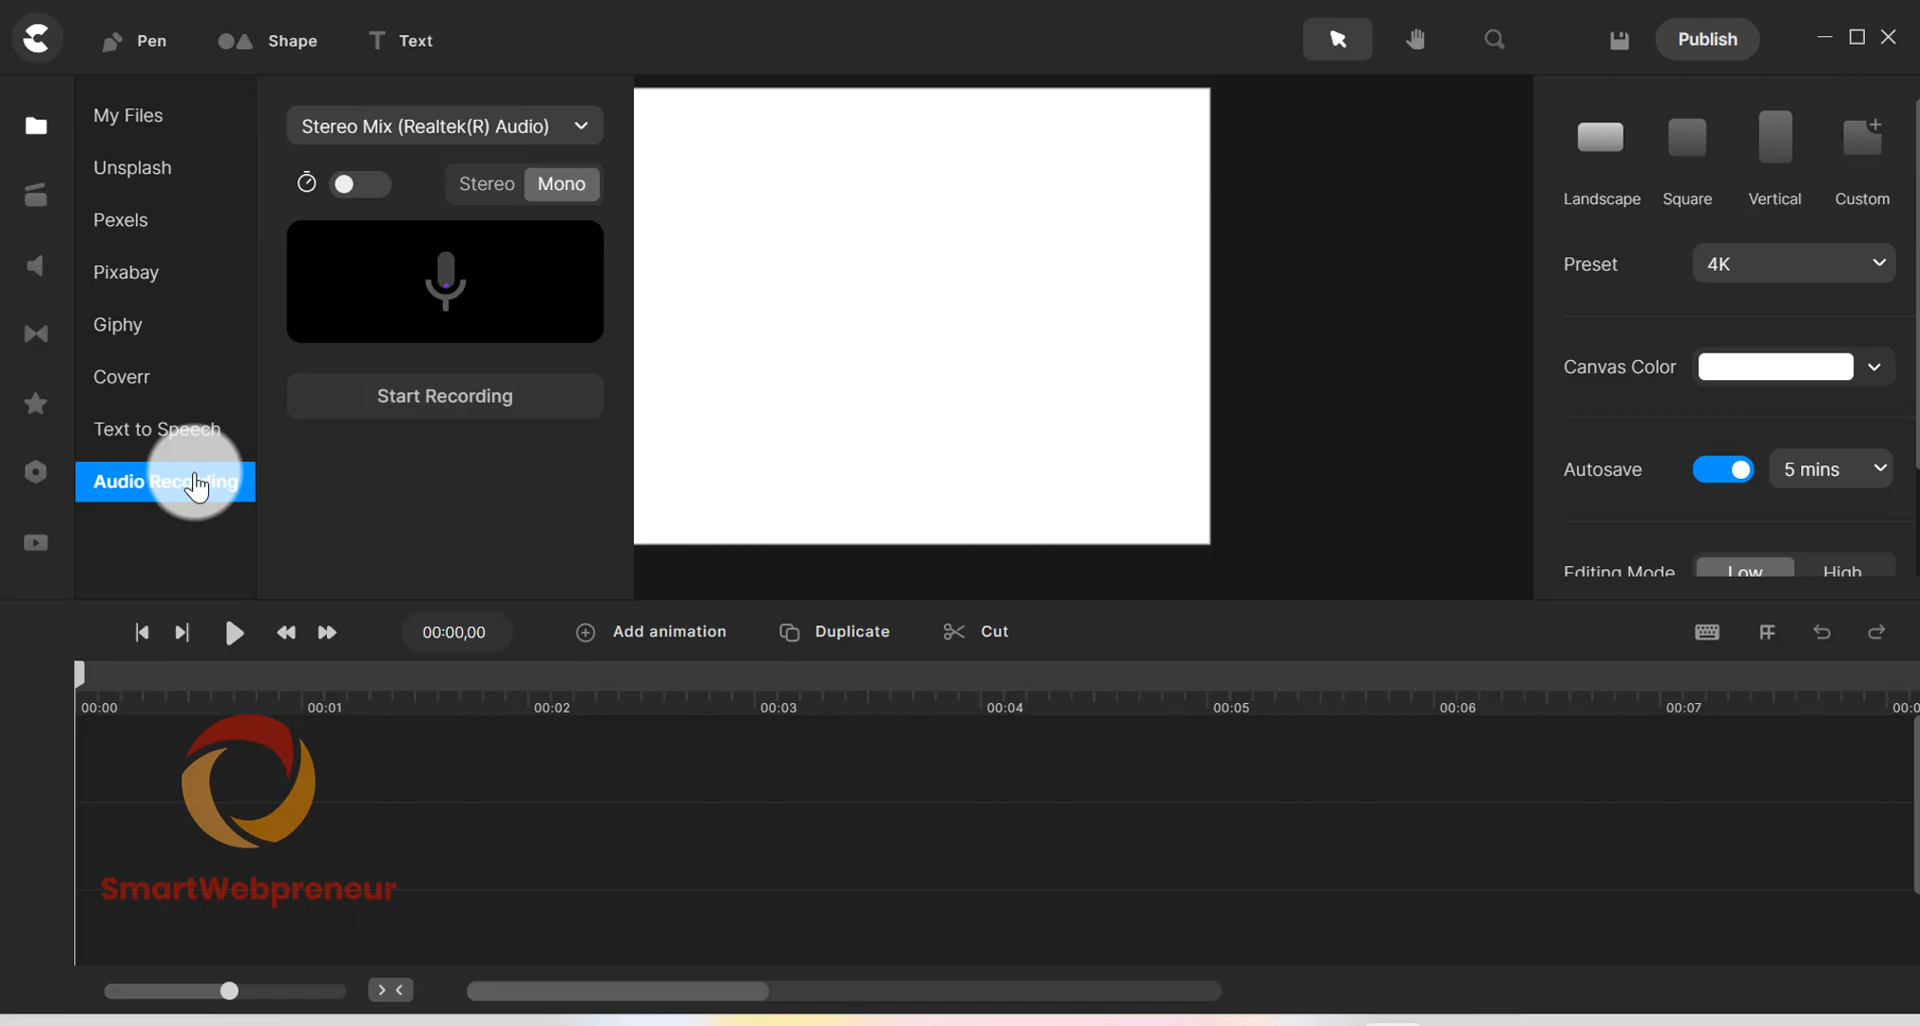 Pen
Shape
Text
Publish
My Files
Unsplash
Pexels
Pixabay
Giphy
Coverr
Text to Speech
Audio Recording
Stereo Mix (Realtek(R) Audio)
Stereo Mono
Start Recording
Landscape Square Vertical Custom
Preset 4K
Canvas Color
Autosave 5 mins
Editing Mode Low High
00:00,00
Add animation
Duplicate
Cut
00:00 00:01 00:02 00:03 00:04 00:05 00:06 00:07 00:0
SmartWebpreneur